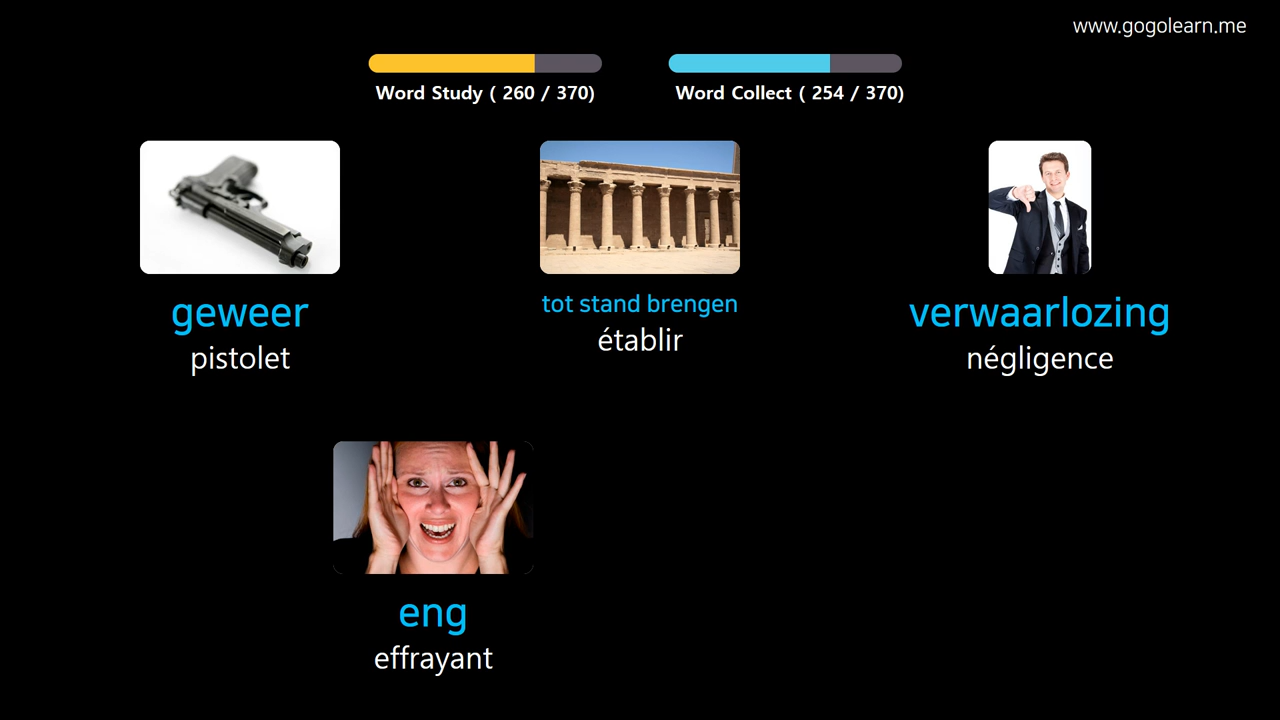 www.gogolearn.me
Word Study ( 260 / 370)
Word Collect ( 254 / 370)
geweer
pistolet
tot stand brengen
établir
verwaarlozing
négligence
eng
effrayant